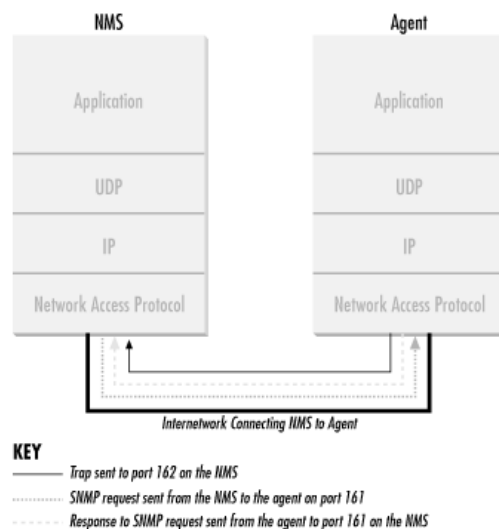 NMS
Agent
Application
Application
UDP
UDP
IP
IP
Network Access Protocol
Network Access Protocol
Internetwork Connecting NMS to Agent
KEY
Trap sent to port 162 on the NMS
SNMP request sent from the NMS to the agent on port 161
Response to SNMP request sent from the agent to port 161 on the NMS